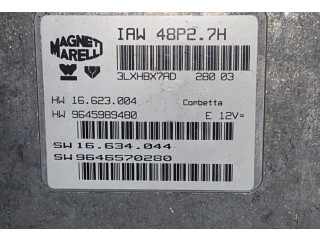 MAGNETI
MARELLI
IAW 48P2.7H
3LXHBX7AD 280 03
HW 16.623.004 Corbetta
HW 9645989480 E 12V=
SW 16.634.044
SW 9646570280